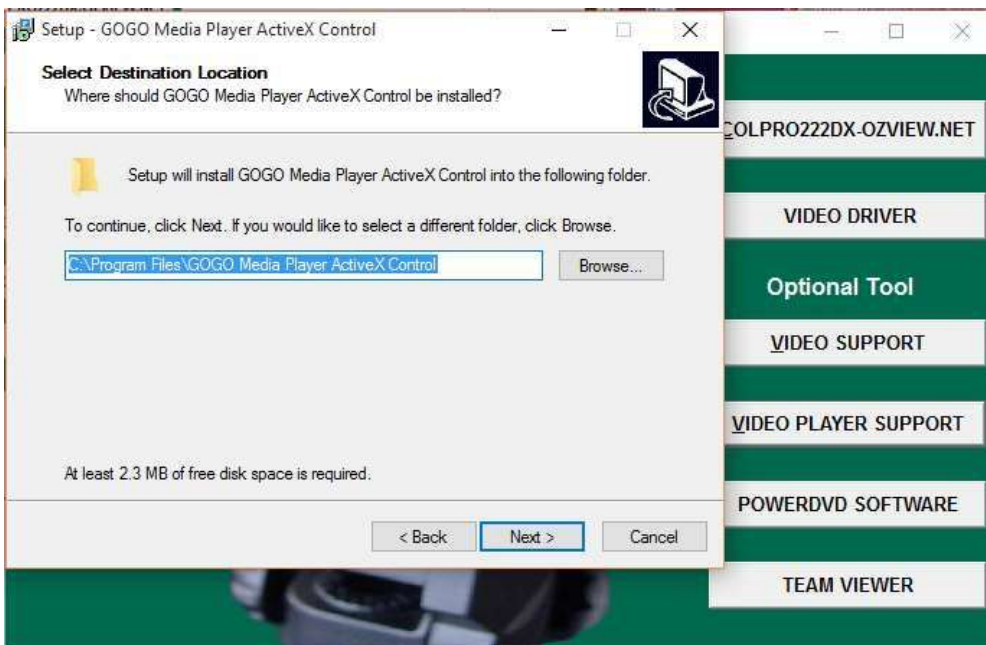 Setup - GOGO Media Player ActiveX Control
Select Destination Location
Where should GOGO Media Player ActiveX Control be installed?
Setup will install GOGO Media Player ActiveX Control into the following folder.
To continue, click Next. If you would like to select a different folder, click Browse.
C:\Program Files\GOGO Media Player ActiveX Control
Browse...
At least 2.3 MB of free disk space is required.
< Back
Next >
Cancel
COLPRO222DX-OZVIEW.NET
VIDEO DRIVER
Optional Tool
VIDEO SUPPORT
VIDEO PLAYER SUPPORT
POWERDVD SOFTWARE
TEAM VIEWER